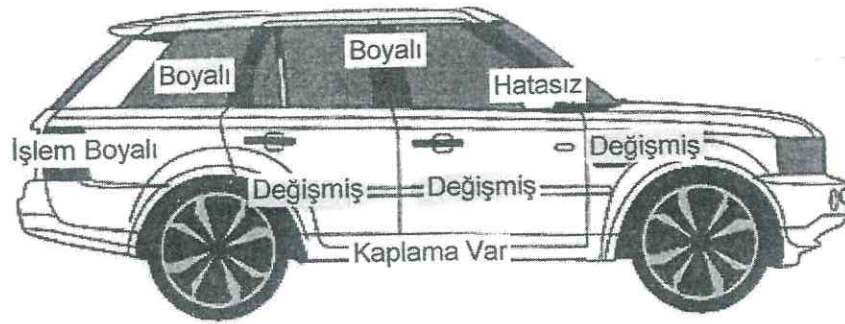 Boyalı
Boyalı
Hatasız
İşlem Boyalı
Değişmiş
Değişmiş
Değişmiş
Kaplama Var